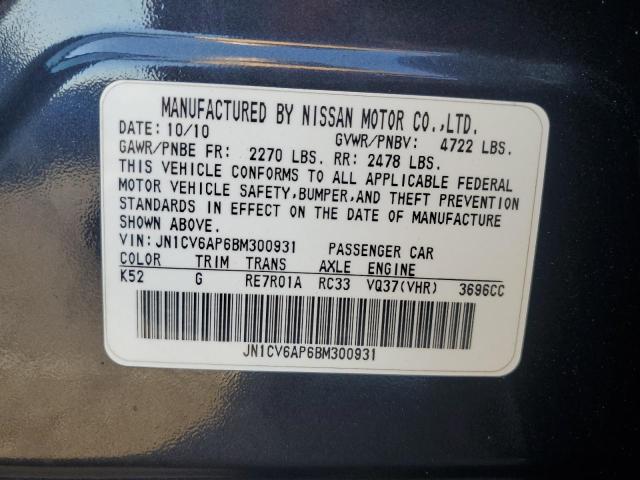 MANUFACTURED BY NISSAN MOTOR CO.,LTD.
DATE: 10/10 GVWR/PNBV: 4722 LBS.
GAWR/PNBE FR: 2270 LBS. RR: 2478 LBS.
THIS VEHICLE CONFORMS TO ALL APPLICABLE FEDERAL
MOTOR VEHICLE SAFETY,BUMPER,AND THEFT PREVENTION
STANDARDS IN EFFECT ON THE DATE OF MANUFACTURE
SHOWN ABOVE.
VIN: JN1CV6AP6BM300931 PASSENGER CAR
COLOR TRIM TRANS AXLE ENGINE
K52 G RE7R01A RC33 VQ37(VHR) 3696CC
JN1CV6AP6BM300931